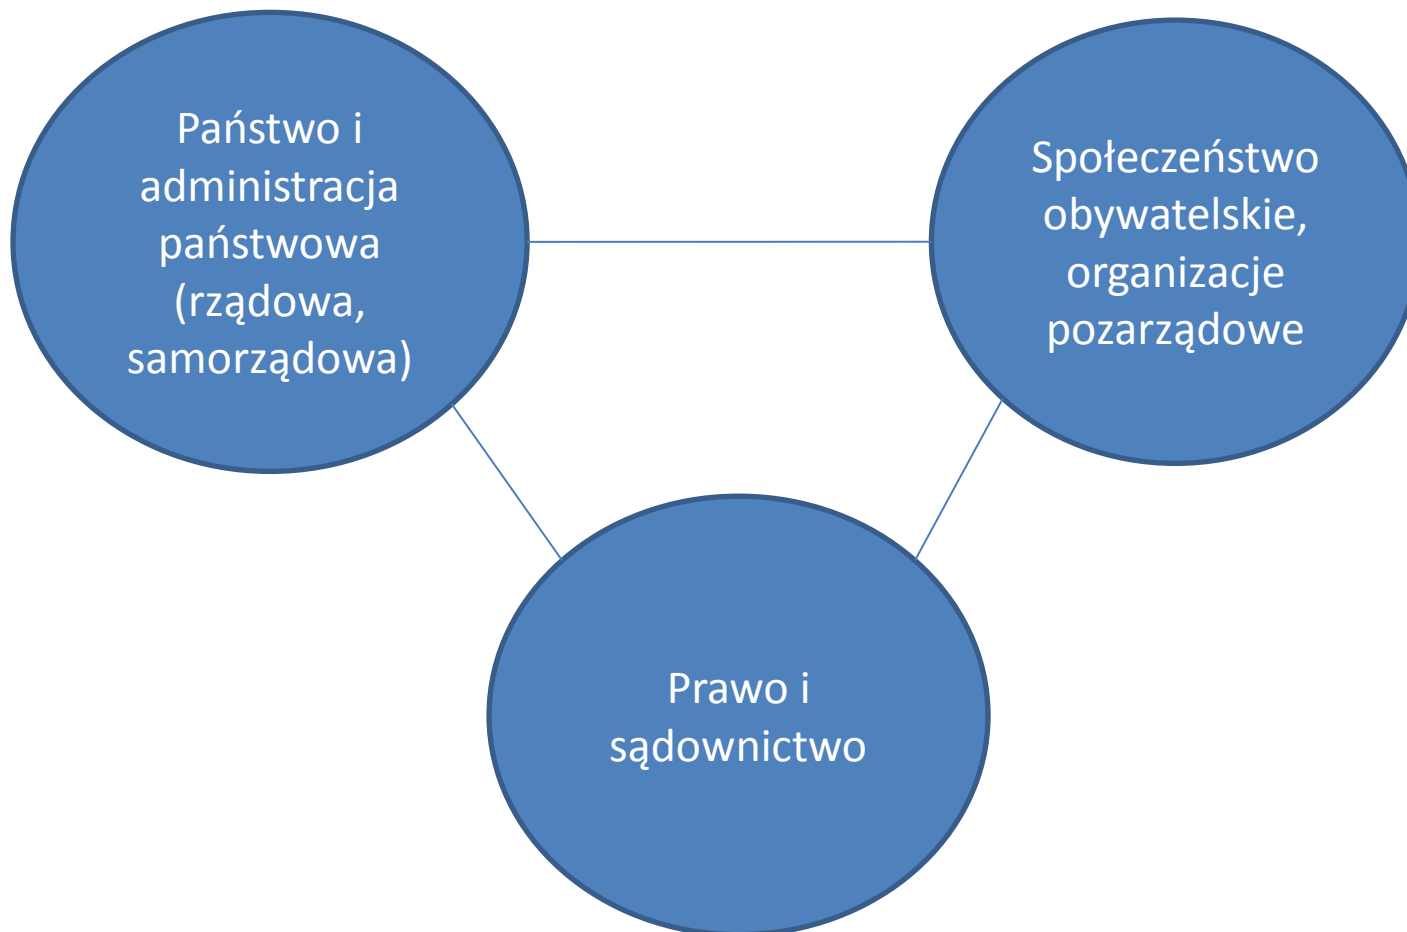 Państwo i
administracja
państwowa
(rządowa,
samorządowa)
Społeczeństwo
obywatelskie,
organizacje
pozarządowe
Prawo i
sądownictwo